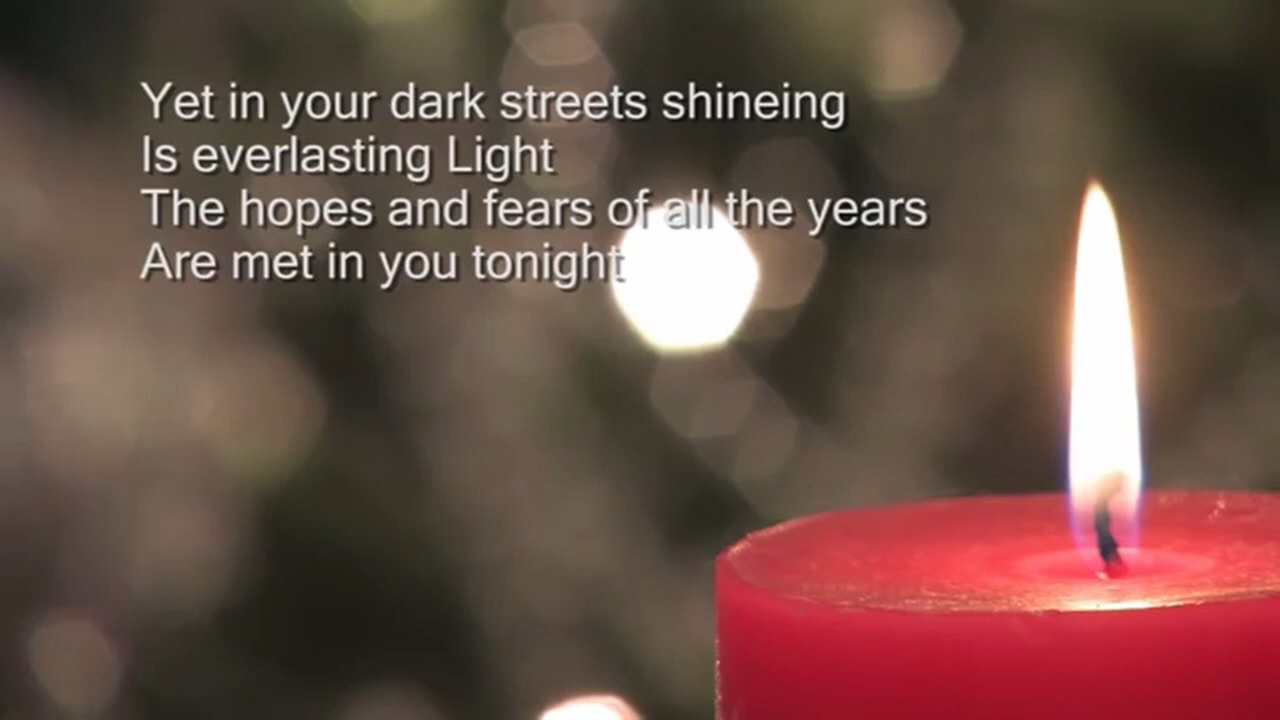 Yet in your dark streets shineing
Is everlasting Light
The hopes and fears of all the years
Are met in you tonight